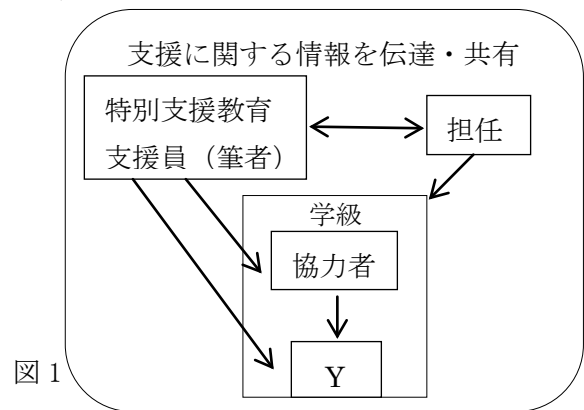 支援に関する情報を伝達・共有
特別支援教育
支援員（筆者）
担任
学級
協力者
Y
図 1